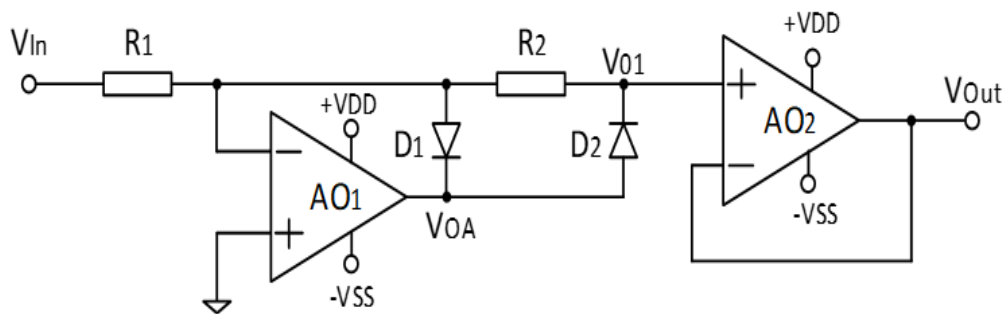 VIn
R1
R2
V01
+VDD
VOut
+VDD
−
D1
D2
+
AO2
−
AO1
+
VOA
-VSS
-VSS